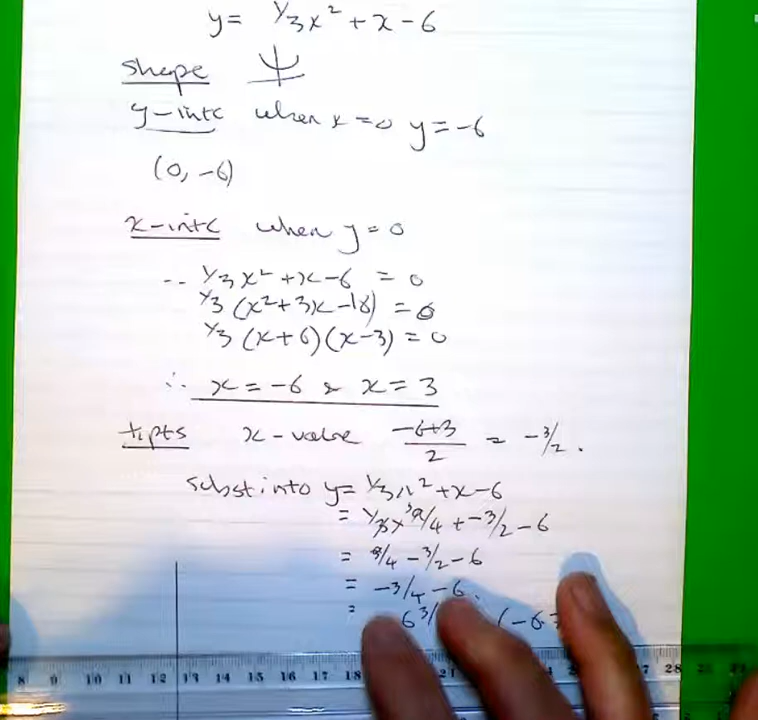 y = 1/3x² + x - 6
shape
y-intc when x = 0 y = -6
(0, -6)
x-intc when y = 0
∴ 1/3x² + x - 6 = 0
1/3 (x² + 3x - 18) = 0
1/3 (x + 6)(x - 3) = 0
∴ x = -6 & x = 3
t.pts x-value (-6+3)/2 = -3/2.
subst into y = 1/3x² + x - 6
= 1/3 x 9/4 + -3/2 - 6
= 3/4 - 3/2 - 6
= -3/4 - 6.
=
8 9 10 11 12 13 14 15 16 17 18 21 27 28